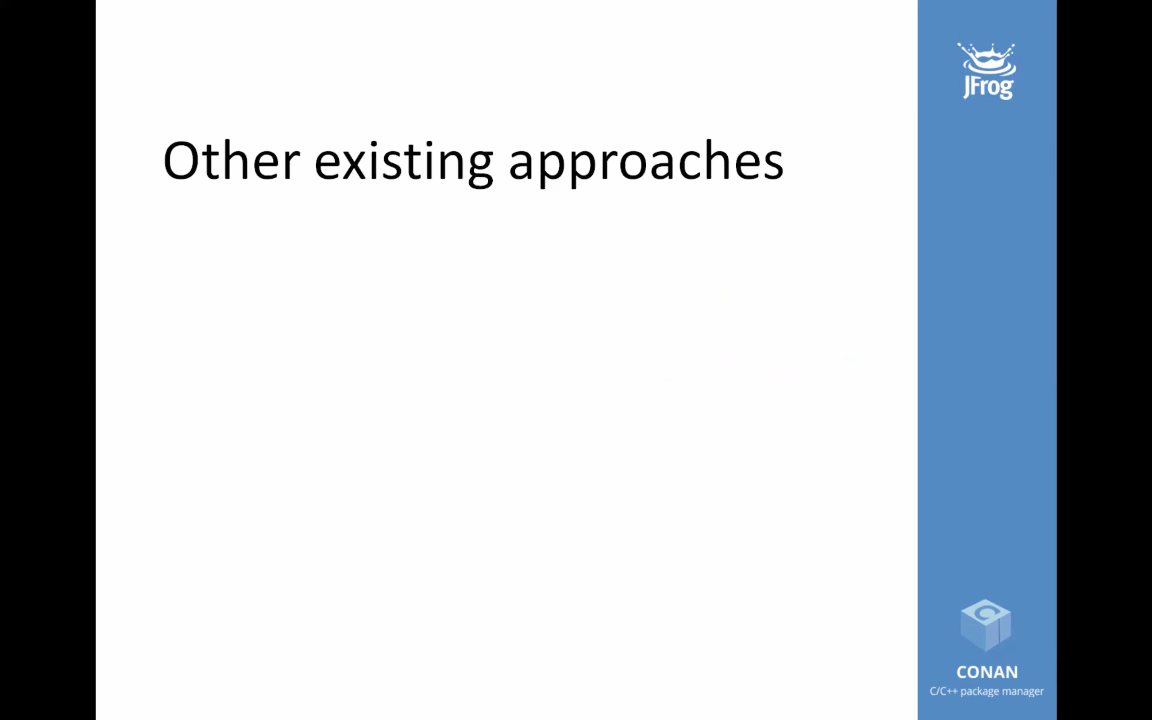 JFrog
Other existing approaches
CONAN
C/C++ package manager